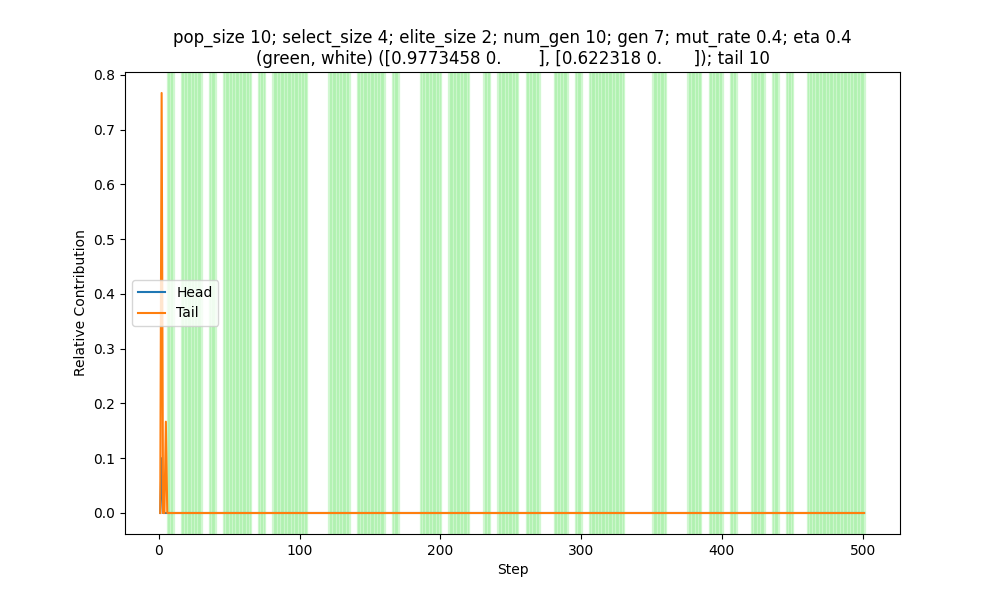 pop_size 10; select_size 4; elite_size 2; num_gen 10; gen 7; mut_rate 0.4; eta 0.4
(green, white) ([0.9773458 0.       ], [0.622318 0.      ]); tail 10
0.8
0.7
0.6
0.5
0.4
0.3
0.2
0.1
0.0
Relative Contribution
Head
Tail
0 100 200 300 400 500
Step